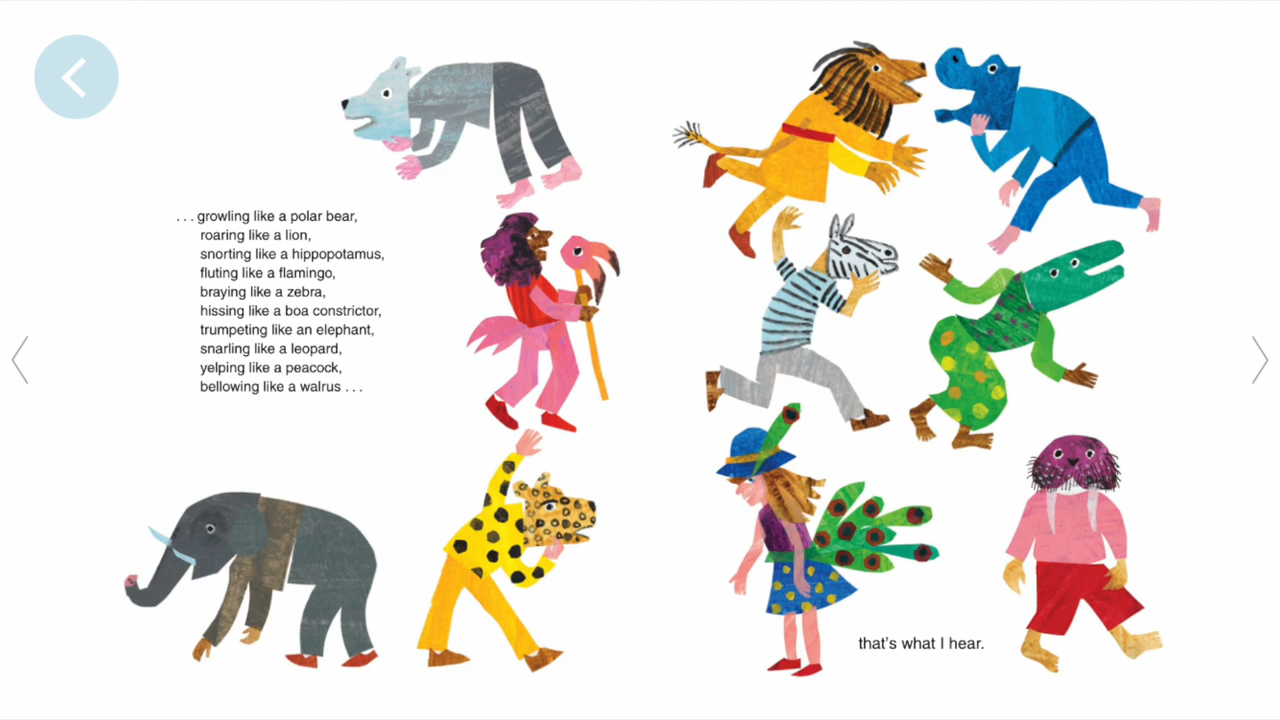 . . . growling like a polar bear,
roaring like a lion,
snorting like a hippopotamus,
fluting like a flamingo,
braying like a zebra,
hissing like a boa constrictor,
trumpeting like an elephant,
snarling like a leopard,
yelping like a peacock,
bellowing like a walrus . . .
that's what I hear.